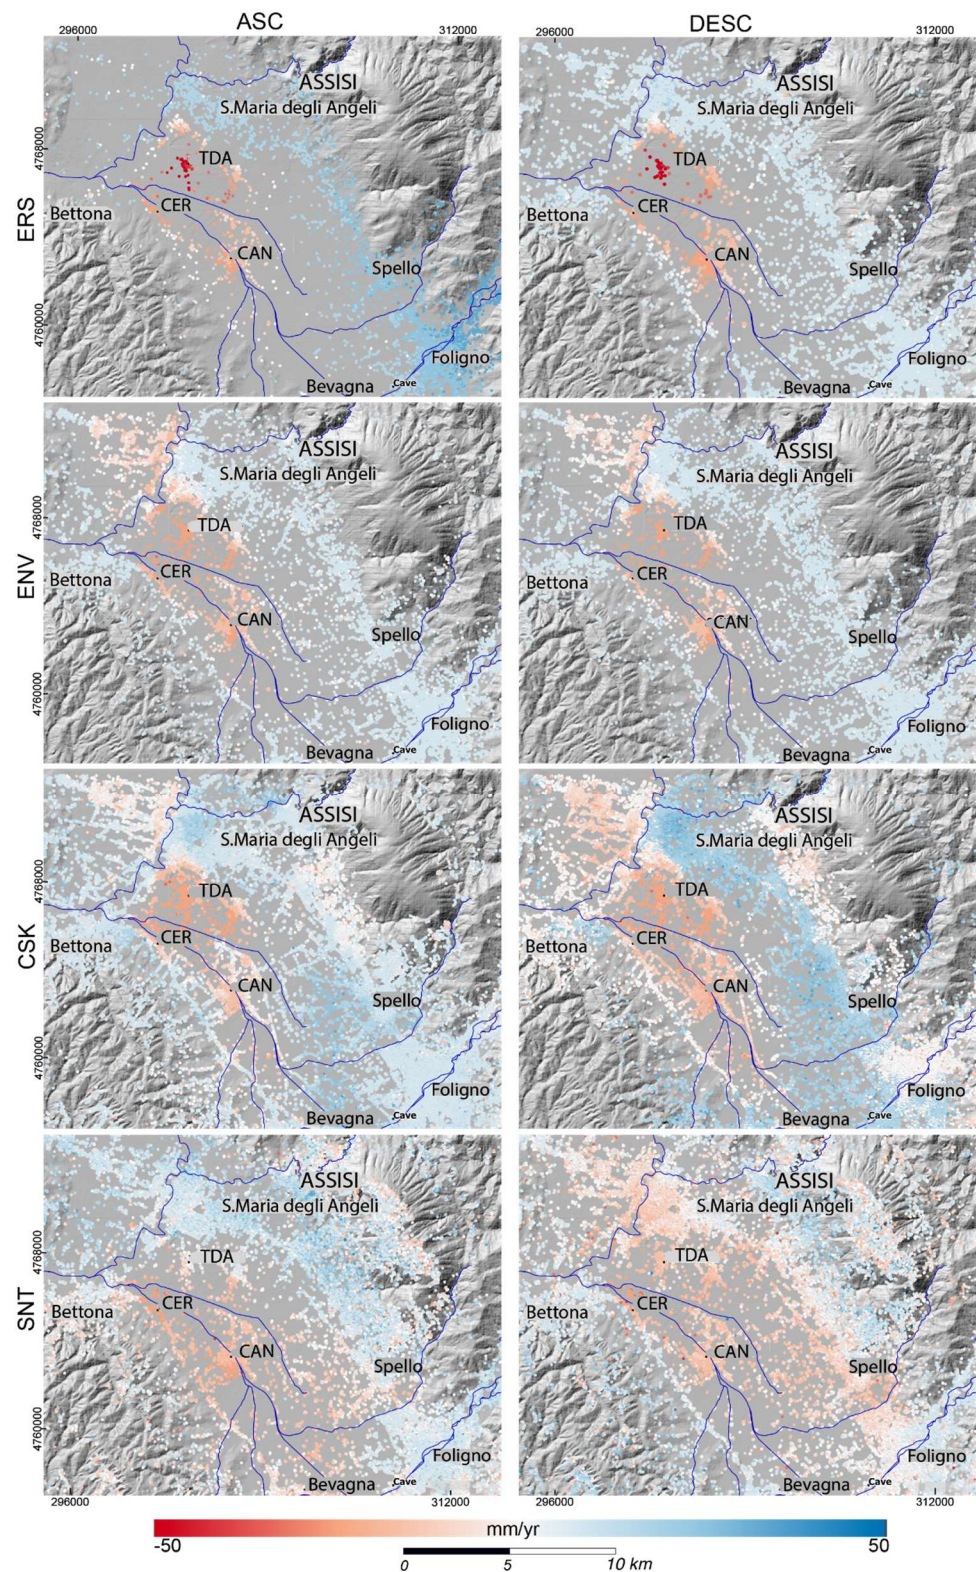 ASC DESC
296000 312000 296000 312000
ERS
4768000
4760000
ASSISI
S.Maria degli Angeli
TDA
CER
Bettona
CAN
Spello
Foligno
Bevagna
Cave
ASSISI
S.Maria degli Angeli
TDA
CER
Bettona
CAN
Spello
Foligno
Bevagna
Cave
ENV
4768000
4760000
ASSISI
S.Maria degli Angeli
TDA
CER
Bettona
CAN
Spello
Foligno
Bevagna
Cave
ASSISI
S.Maria degli Angeli
TDA
CER
Bettona
CAN
Spello
Foligno
Bevagna
Cave
CSK
4768000
4760000
ASSISI
S.Maria degli Angeli
TDA
CER
Bettona
CAN
Spello
Foligno
Bevagna
Cave
ASSISI
S.Maria degli Angeli
TDA
CER
Bettona
CAN
Spello
Foligno
Bevagna
Cave
SNT
4768000
4760000
ASSISI
S.Maria degli Angeli
TDA
CER
Bettona
CAN
Spello
Foligno
Bevagna
Cave
ASSISI
S.Maria degli Angeli
TDA
CER
Bettona
CAN
Spello
Foligno
Bevagna
Cave
296000 312000 296000 312000
-50 mm/yr 50
0 5 10 km